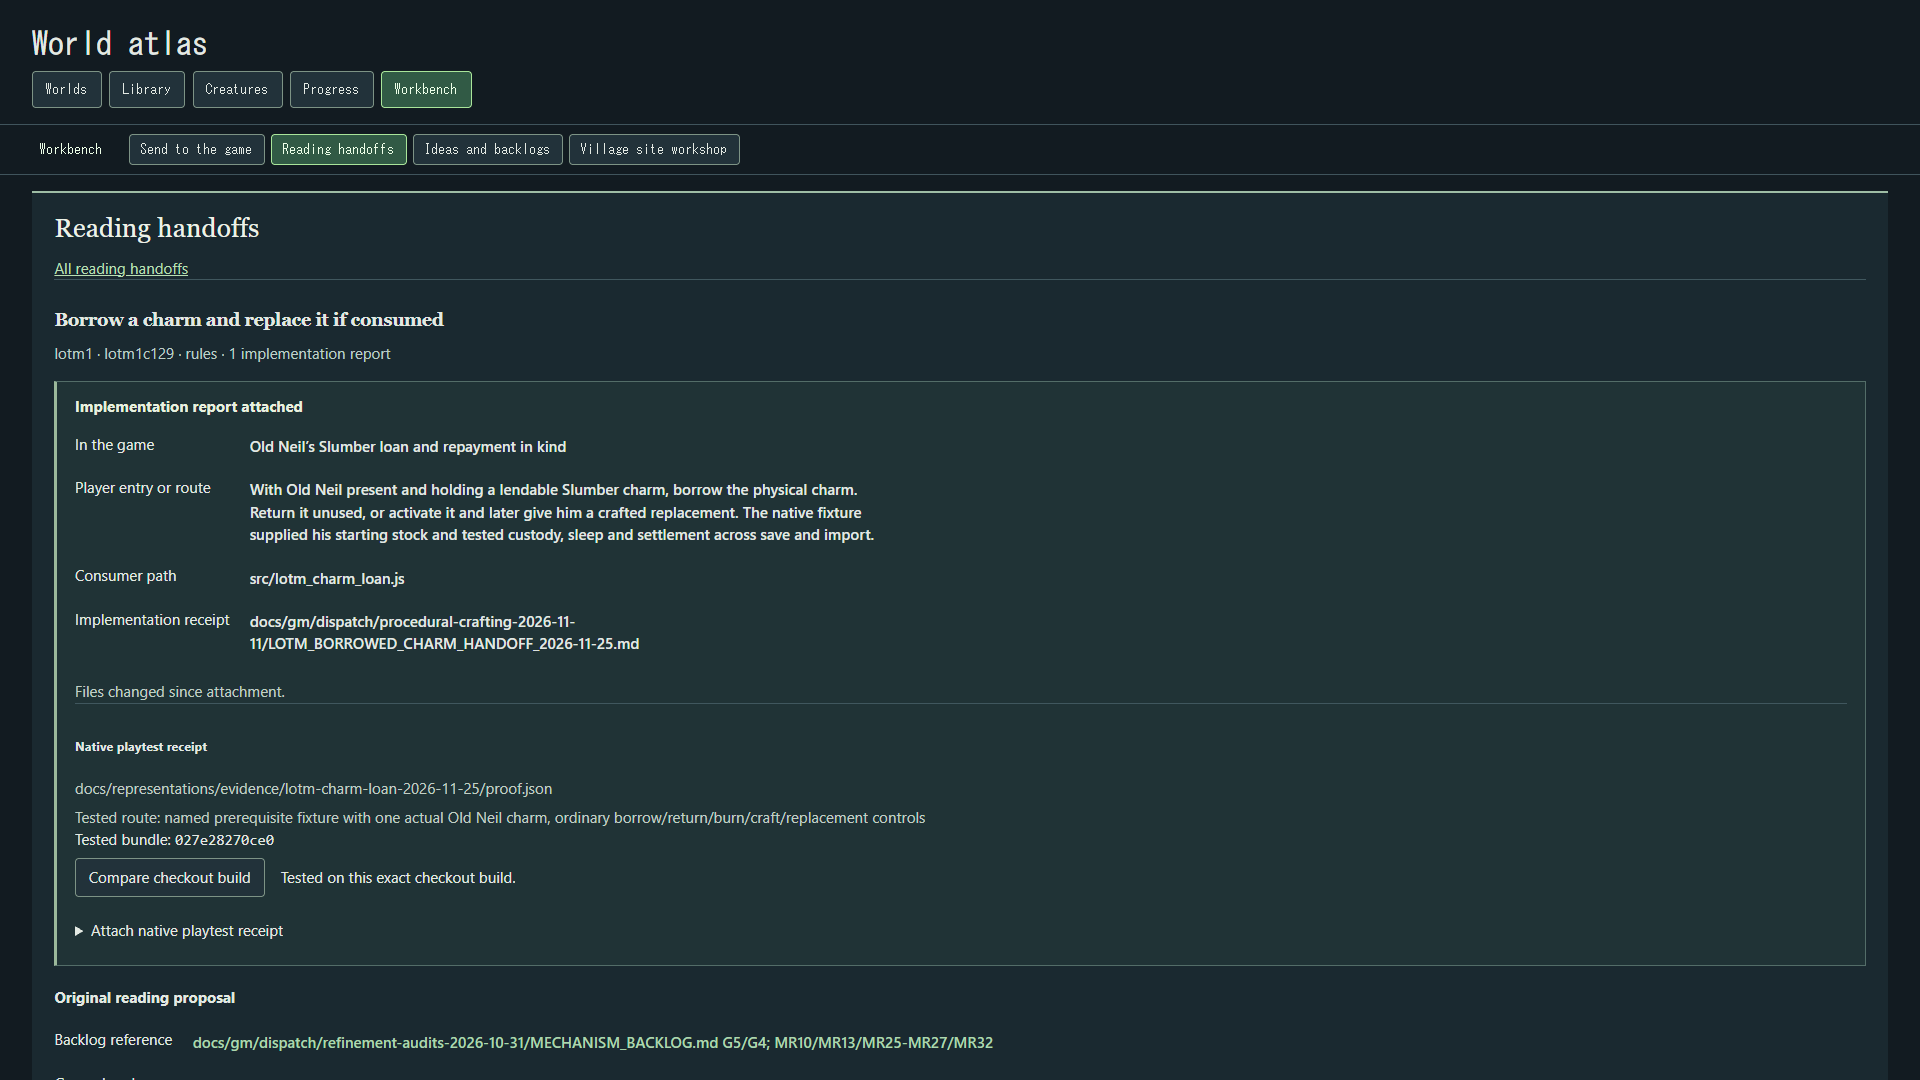 World atlas
Worlds
Library
Creatures
Progress
Workbench
Workbench
Send to the game
Reading handoffs
Ideas and backlogs
Village site workshop
Reading handoffs
All reading handoffs
Borrow a charm and replace it if consumed
lotm1 · lotm1c129 · rules · 1 implementation report
Implementation report attached
In the game
Old Neil's Slumber loan and repayment in kind
Player entry or route
With Old Neil present and holding a lendable Slumber charm, borrow the physical charm.
Return it unused, or activate it and later give him a crafted replacement. The native fixture
supplied his starting stock and tested custody, sleep and settlement across save and import.
Consumer path
src/lotm_charm_loan.js
Implementation receipt
docs/gm/dispatch/procedural-crafting-2026-11-
11/LOTM_BORROWED_CHARM_HANDOFF_2026-11-25.md
Files changed since attachment.
Native playtest receipt
docs/representations/evidence/lotm-charm-loan-2026-11-25/proof.json
Tested route: named prerequisite fixture with one actual Old Neil charm, ordinary borrow/return/burn/craft/replacement controls
Tested bundle: 027e28270ce0
Compare checkout build
Tested on this exact checkout build.
Attach native playtest receipt
Original reading proposal
Backlog reference
docs/gm/dispatch/refinement-audits-2026-10-31/MECHANISM_BACKLOG.md G5/G4; MR10/MR13/MR25-MR27/MR32